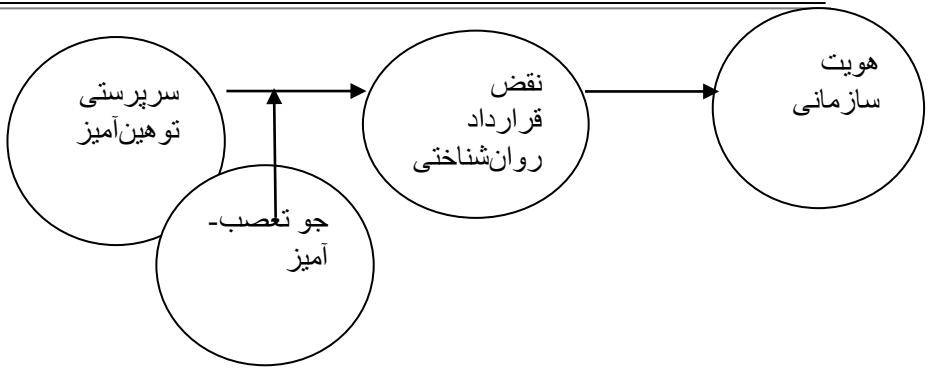 هویت
سازمانی
نقض
قرارداد
روان‌شناختی
سرپرستی
توهین‌آمیز
جو تعصب-
آمیز